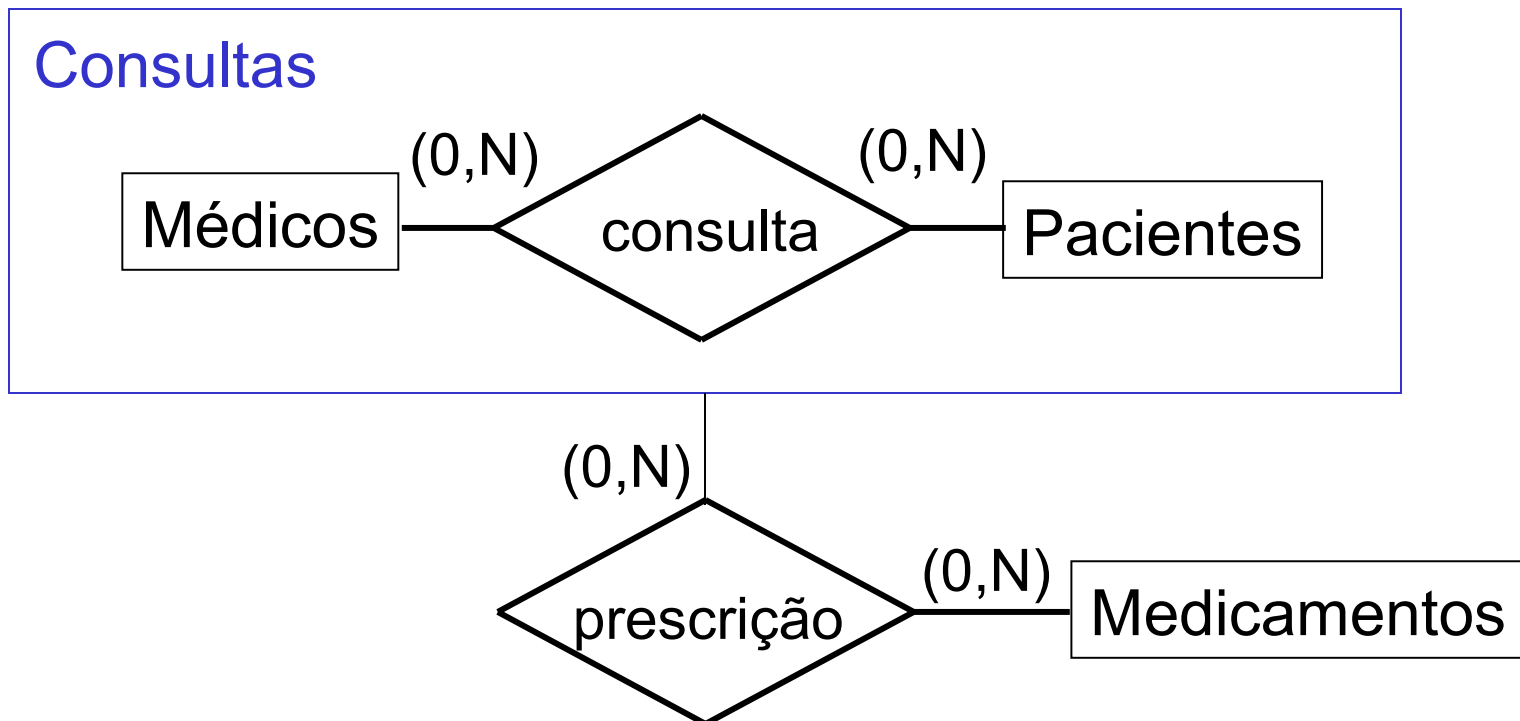 Consultas
(0,N)
(0,N)
Médicos
consulta
Pacientes
(0,N)
(0,N)
prescrição
Medicamentos